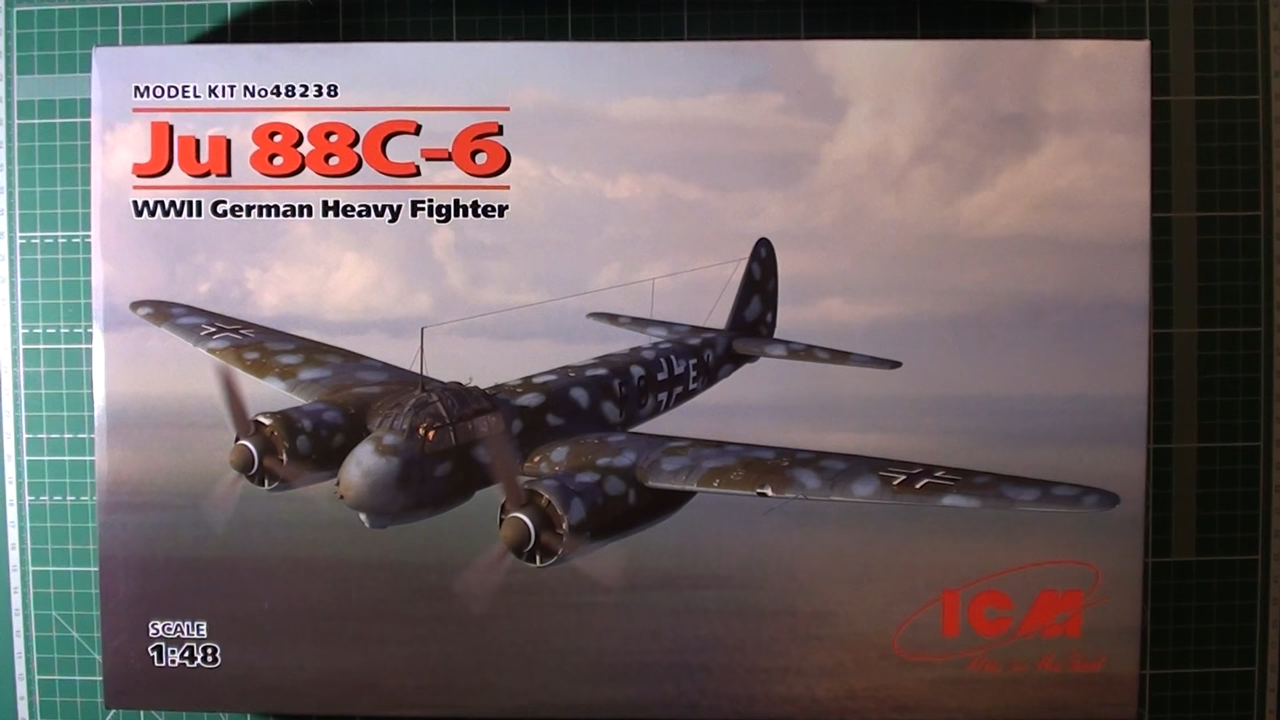 MODEL KIT No48238
Ju 88C-6
WWII German Heavy Fighter
E
SCALE
1:48
ICM